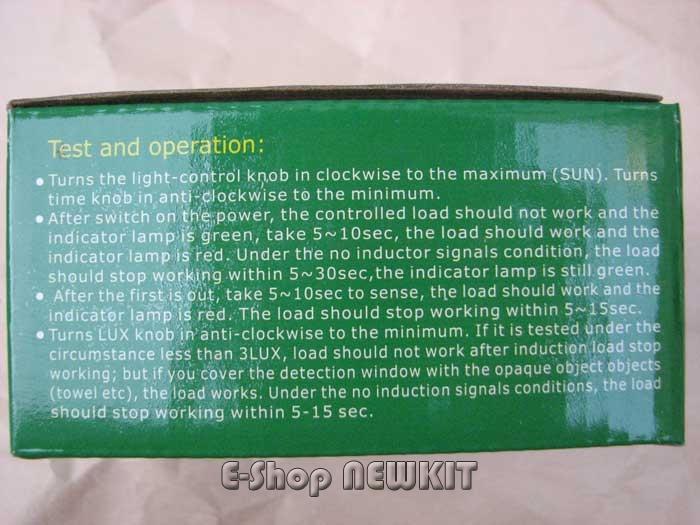 Test and operation:
● Turns the light-control knob in clockwise to the maximum (SUN). Turns
time knob in anti-clockwise to the minimum.
● After switch on the power, the controlled load should not work and the
indicator lamp is green, take 5~10sec, the load should work and the
indicator lamp is red. Under the no inductor signals condition, the load
should stop working within 5~30sec,the indicator lamp is still green.
● After the first is out, take 5~10sec to sense, the load should work and the
indicator lamp is red. The load should stop working within 5~15sec.
● Turns LUX knob in anti-clockwise to the minimum. If it is tested under the
circumstance less than 3LUX, load should not work after induction load stop
working; but if you cover the detection window with the opaque object objects
(towel etc), the load works. Under the no induction signals conditions, the load
should stop working within 5-15 sec.
E-Shop NEWKIT